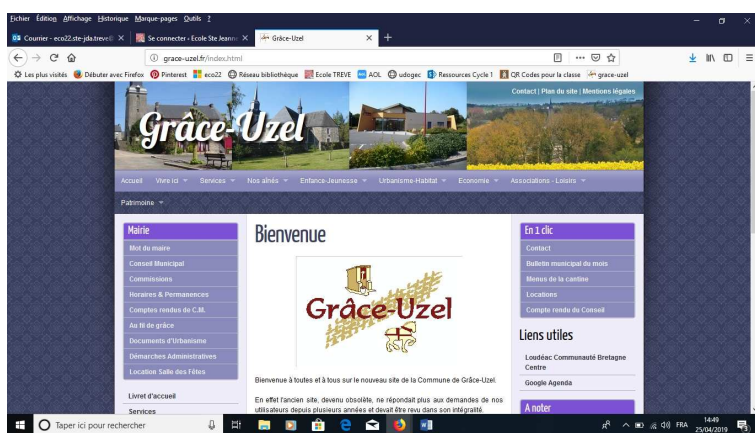 Fichier Édition Affichage Historique Marque-pages Outils ?
Se connecter‹ Ecole Ste Jeanne
Grâce-Uzel
grace-uzel.fr/index.html
Les plus visités Débuter avec Firefox Pinterest eco22 Réseau bibliothèque Ecole TREVE AOL udogec Ressources Cycle 1 QR Codes pour la classe grace-uzel
Contact | Plan du site | Mentions légales
Grâce-Uzel
Accueil Vivre ici Services Nos aînés Enfance-Jeunesse Urbanisme-Habitat Economie Associations - Loisirs
Patrimoine
Mairie
Mot du maire
Conseil Municipal
Commissions
Horaires & Permanences
Comptes rendus de C.M.
Au fil de grâce
Documents d'Urbanisme
Démarches Administratives
Location Salle des Fêtes
Livret d'accueil
Services
Bienvenue
Grâce-Uzel
Bienvenue à toutes et à tous sur le nouveau site de la Commune de Grâce-Uzel.
En effet l'ancien site, devenu obsolète, ne répondait plus aux demandes de nos
utilisateurs depuis plusieurs années et devait être revu dans son intégralité.
En 1 clic
Contact
Bulletin municipal du mois
Menus de la cantine
Locations
Compte rendu du Conseil
Liens utiles
Loudéac Communauté Bretagne
Centre
Google Agenda
A noter
Taper ici pour rechercher
FRA
14:49
25/04/2019